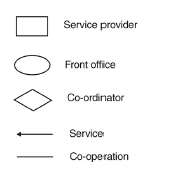 Service provider
Front office
Co-ordinator
Service
Co-operation